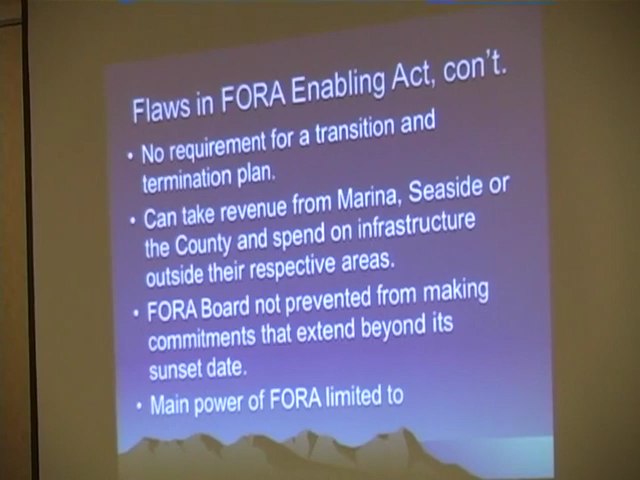 Flaws in FORA Enabling Act, con't.
• No requirement for a transition and
termination plan.
• Can take revenue from Marina, Seaside or
the County and spend on infrastructure
outside their respective areas.
• FORA Board not prevented from making
commitments that extend beyond its
sunset date.
• Main power of FORA limited to